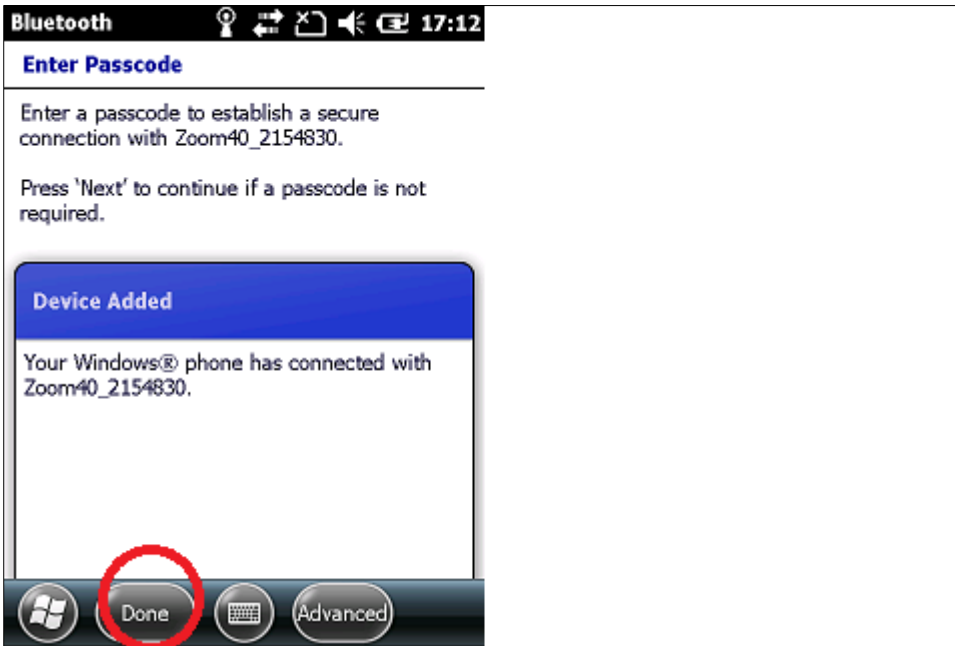 Bluetooth 17:12
Enter Passcode
Enter a passcode to establish a secure
connection with Zoom40_2154830.
Press 'Next' to continue if a passcode is not
required.
Device Added
Your Windows® phone has connected with
Zoom40_2154830.
Done Advanced